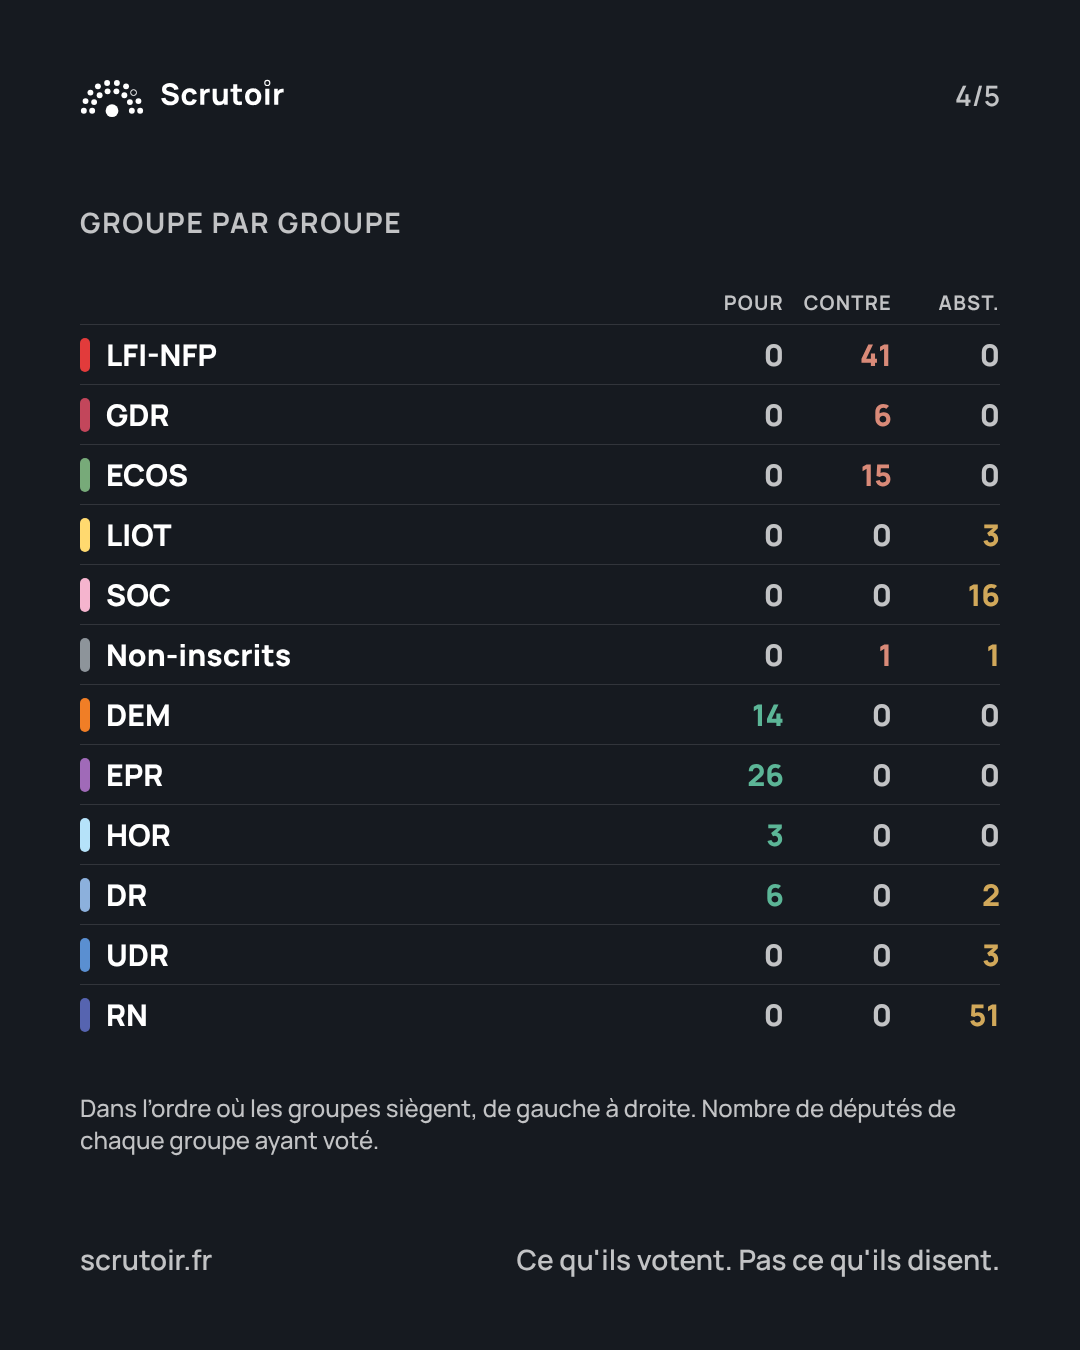 Scrutoir
4/5
GROUPE PAR GROUPE
POUR CONTRE ABST.
LFI-NFP 0 41 0
GDR 0 6 0
ECOS 0 15 0
LIOT 0 0 3
SOC 0 0 16
Non-inscrits 0 1 1
DEM 14 0 0
EPR 26 0 0
HOR 3 0 0
DR 6 0 2
UDR 0 0 3
RN 0 0 51
Dans l’ordre où les groupes siègent, de gauche à droite. Nombre de députés de
chaque groupe ayant voté.
scrutoir.fr
Ce qu'ils votent. Pas ce qu'ils disent.